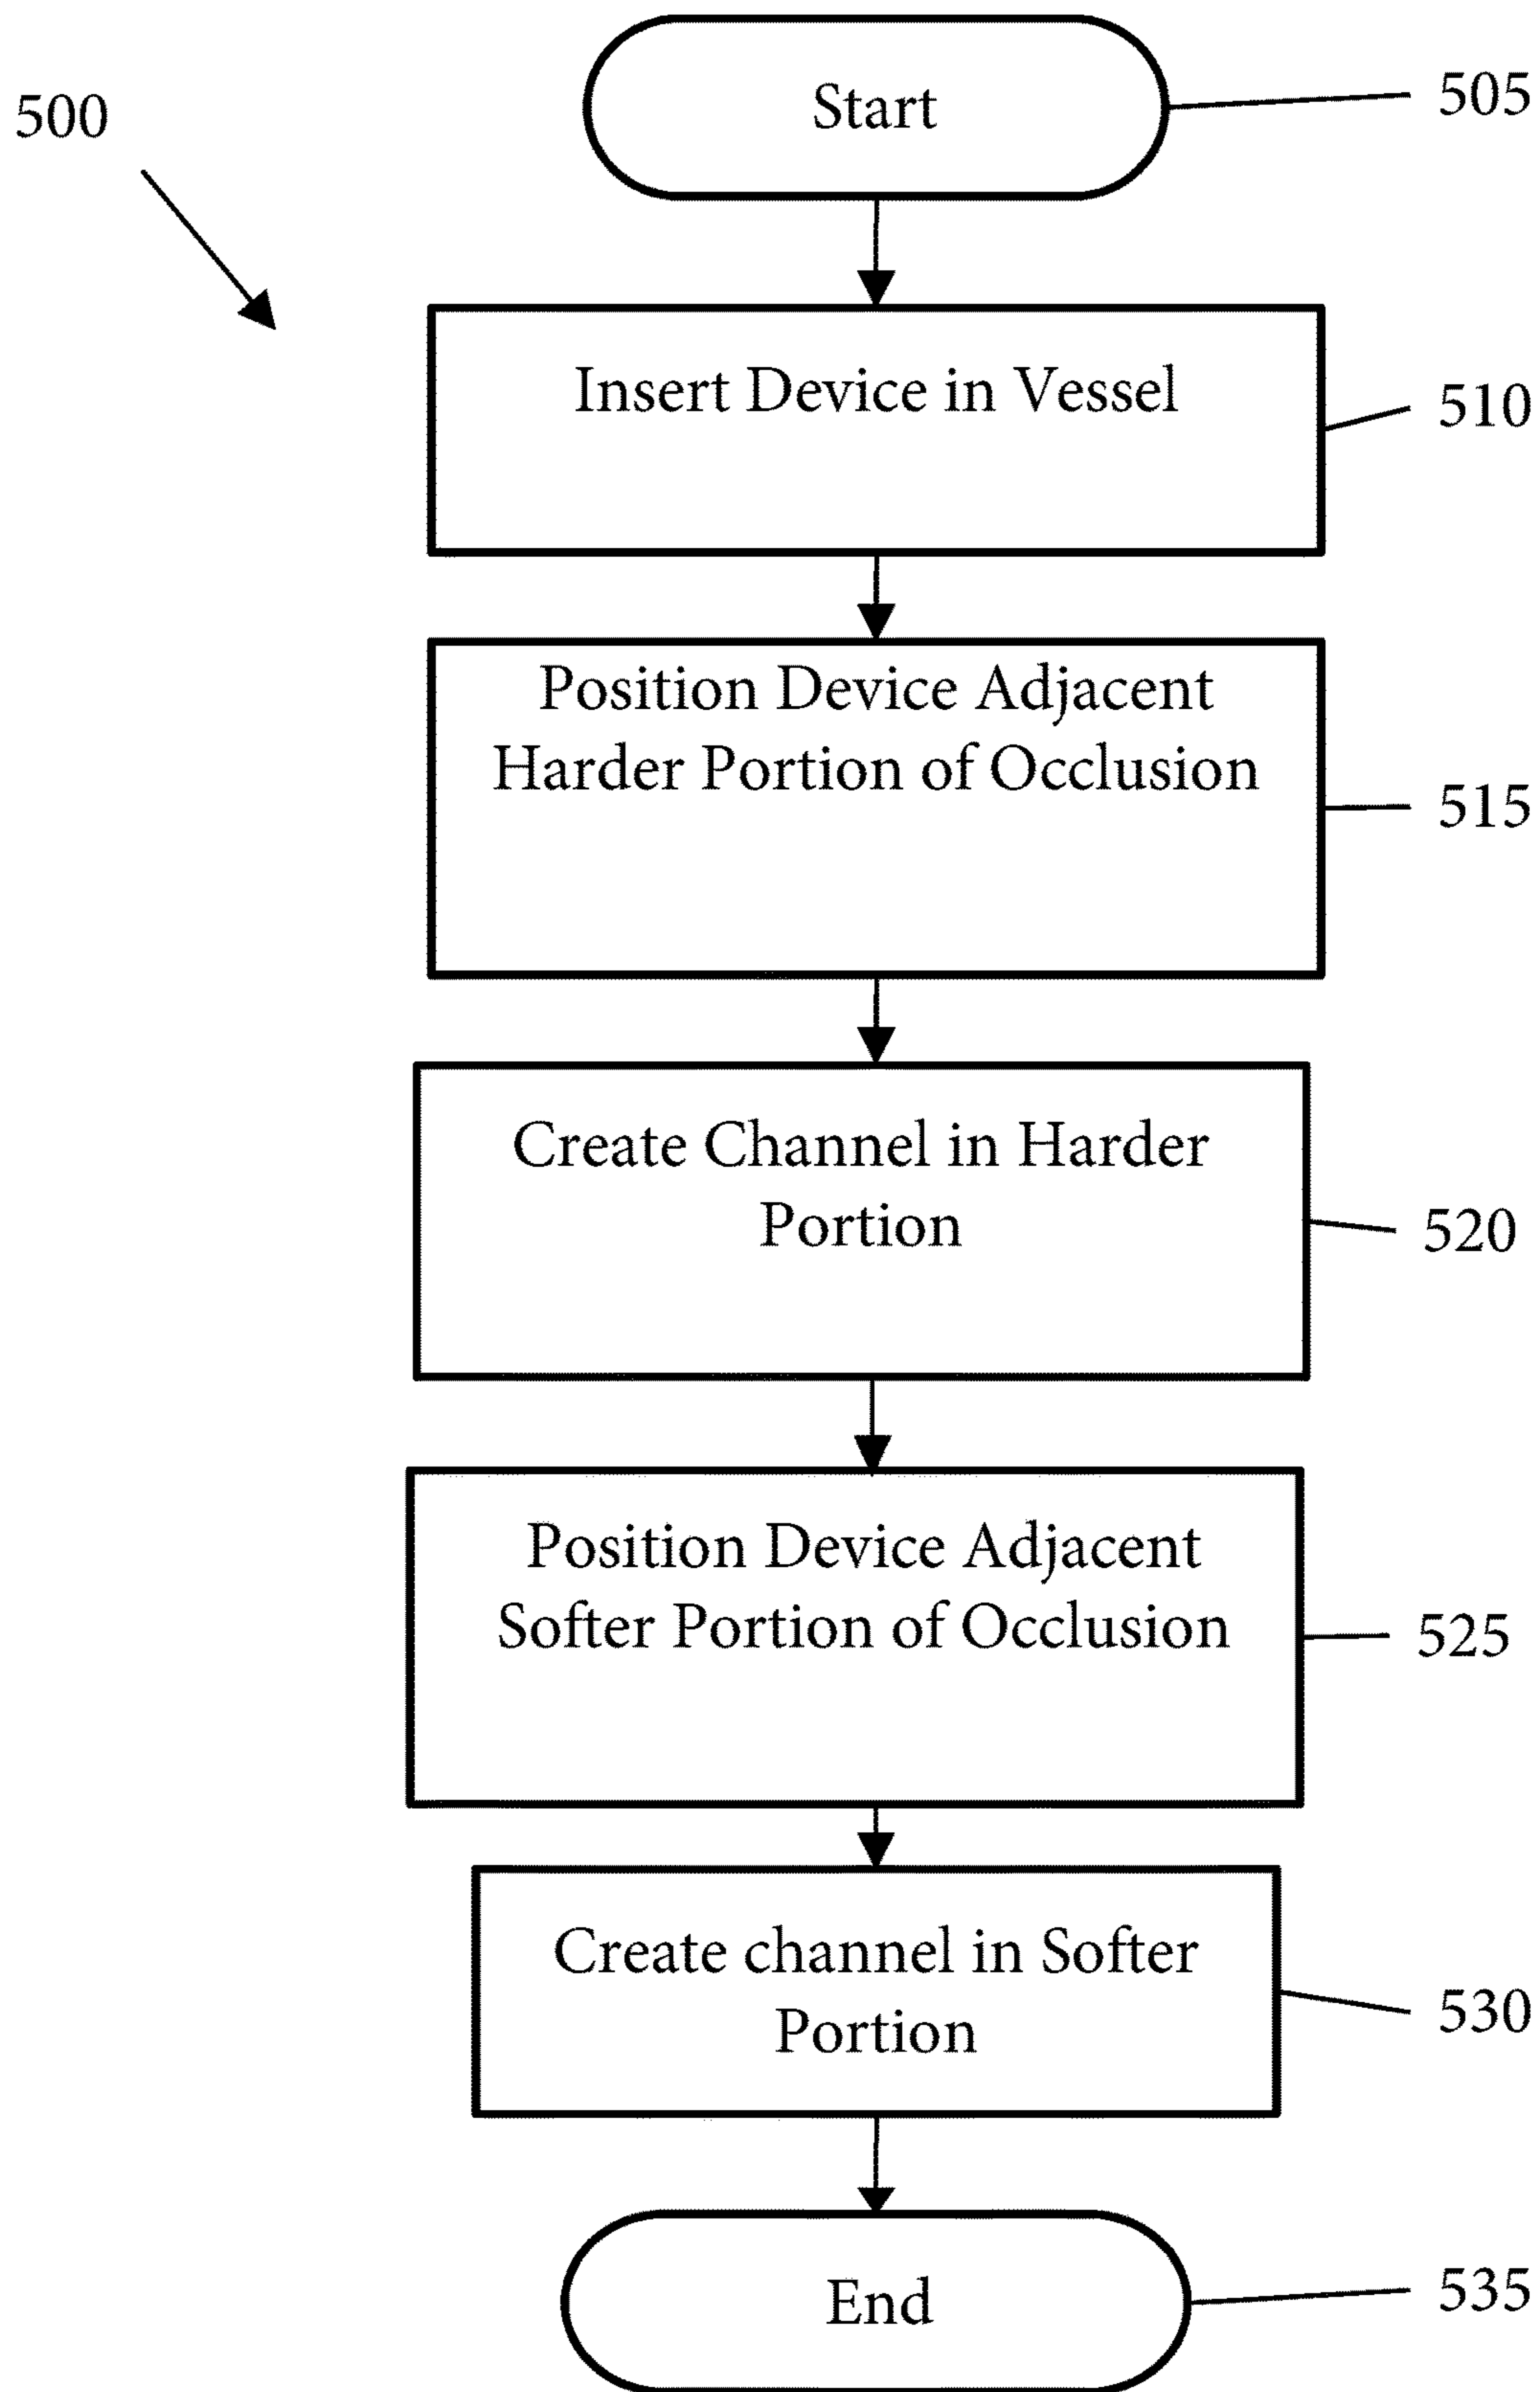 500
Start
505
Insert Device in Vessel
510
Position Device Adjacent
Harder Portion of Occlusion
515
Create Channel in Harder
Portion
520
Position Device Adjacent
Softer Portion of Occlusion
525
Create channel in Softer
Portion
530
End
535